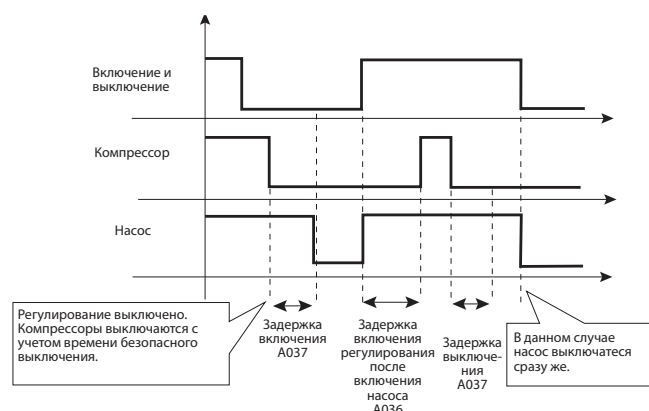 Включение и
выключение
Компрессор
Насос
Регулирование выключено.
Компрессоры выключаются с
учетом времени безопасного
выключения.
Задержка
включения
A037
Задержка
включения
регулирования
после
включения
насоса
A036
Задержка
выключе-
ния
A037
В данном случае
насос выключатеся
сразу же.